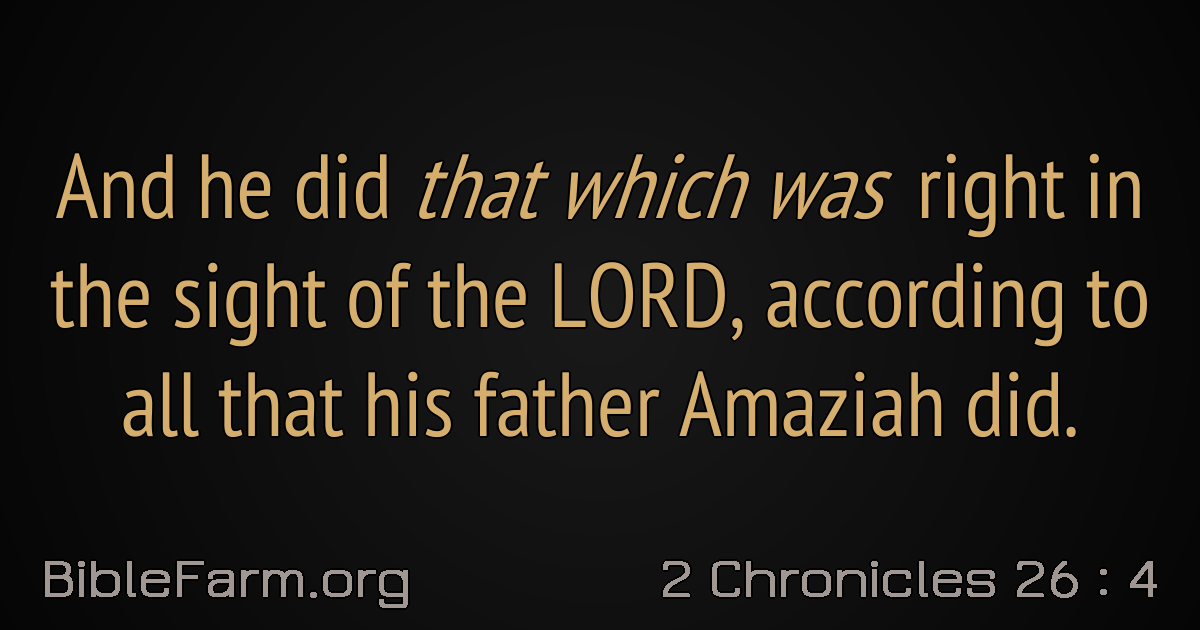 And he did that which was right in
the sight of the LORD, according to
all that his father Amaziah did.
BibleFarm.org
2 Chronicles 26 : 4